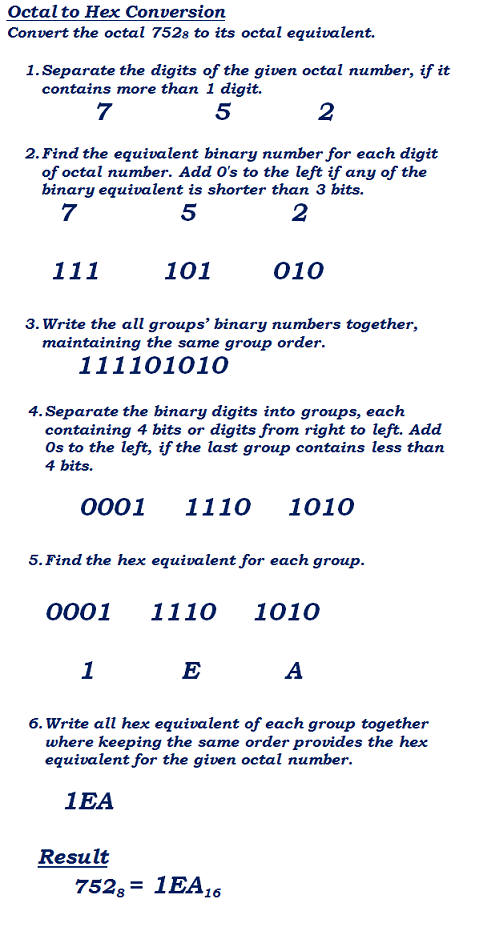 Octal to Hex Conversion
Convert the octal 752₈ to its octal equivalent.
1. Separate the digits of the given octal number, if it
contains more than 1 digit.
7 5 2
2. Find the equivalent binary number for each digit
of octal number. Add 0's to the left if any of the
binary equivalent is shorter than 3 bits.
7 5 2
111 101 010
3. Write the all groups’ binary numbers together,
maintaining the same group order.
111101010
4. Separate the binary digits into groups, each
containing 4 bits or digits from right to left. Add
0s to the left, if the last group contains less than
4 bits.
0001 1110 1010
5. Find the hex equivalent for each group.
0001 1110 1010
1 E A
6. Write all hex equivalent of each group together
where keeping the same order provides the hex
equivalent for the given octal number.
1EA
Result
752₈ = 1EA₁₆